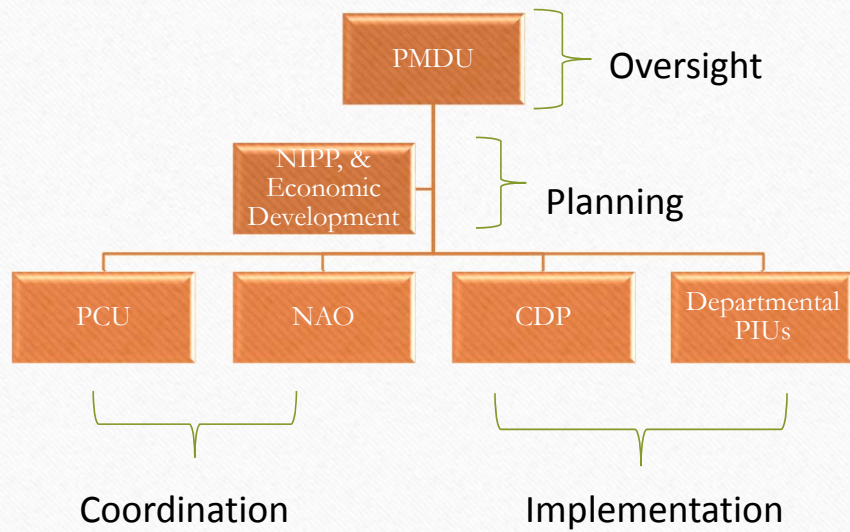 PMDU
Oversight
NIPP, &
Economic
Development
Planning
PCU
NAO
CDP
Departmental
PIUs
Coordination
Implementation